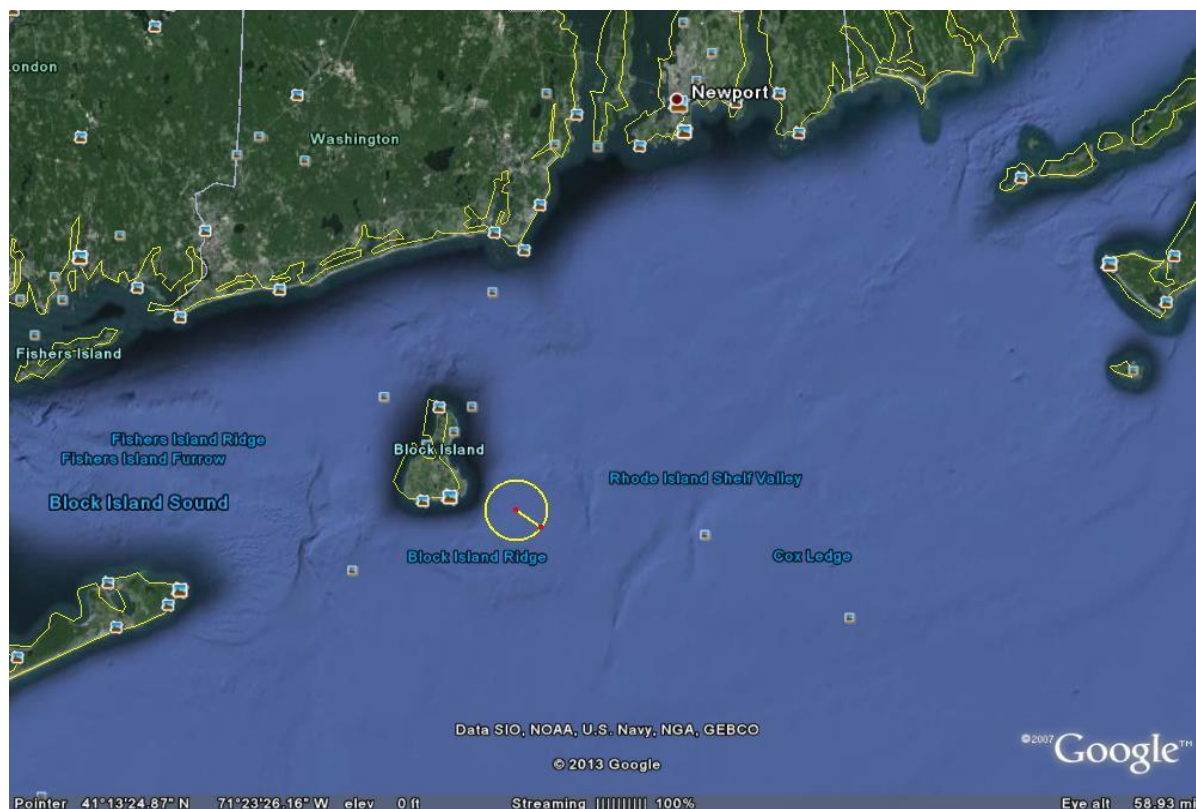 London
Newport
Washington
Fishers Island
Fishers Island Ridge
Fishers Island Furrow
Block Island
Block Island Sound
Rhode Island Shelf Valley
Block Island Ridge
Cox Ledge
Data SIO, NOAA, U.S. Navy, NGA, GEBCO
© 2013 Google
©2007 Google™
Pointer 41°13'24.87" N 71°23'26.16" W elev 0 ft Streaming |||||||||| 100% Eye alt 58.93 mi